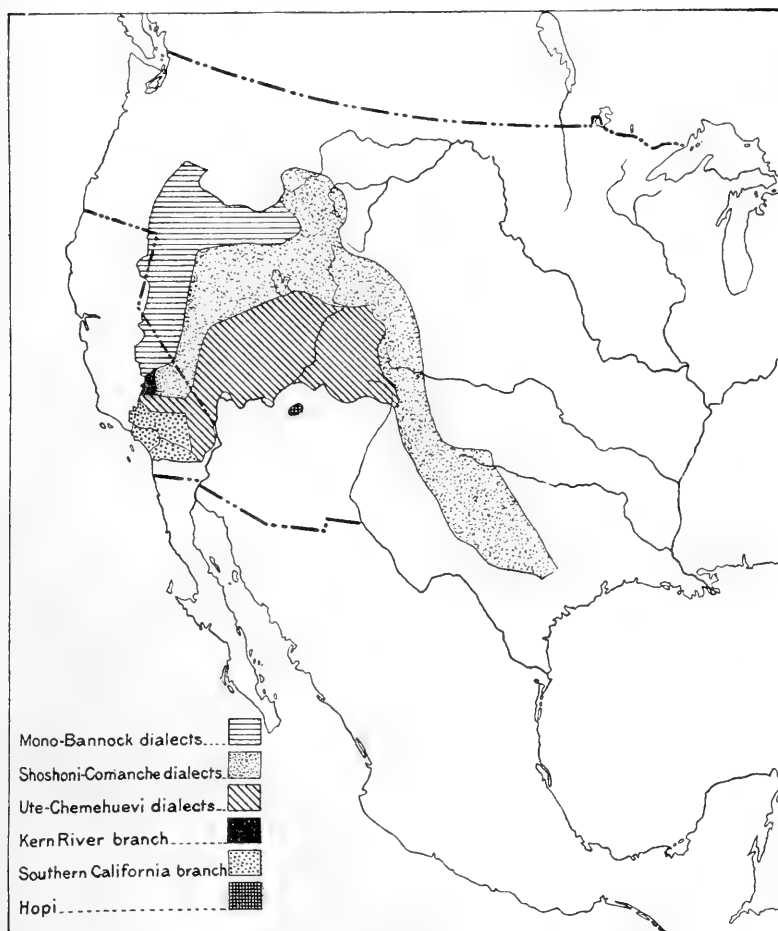 Mono-Bannock dialects
Shoshoni-Comanche dialects
Ute-Chemehuevi dialects
Kern River branch
Southern California branch
Hopi